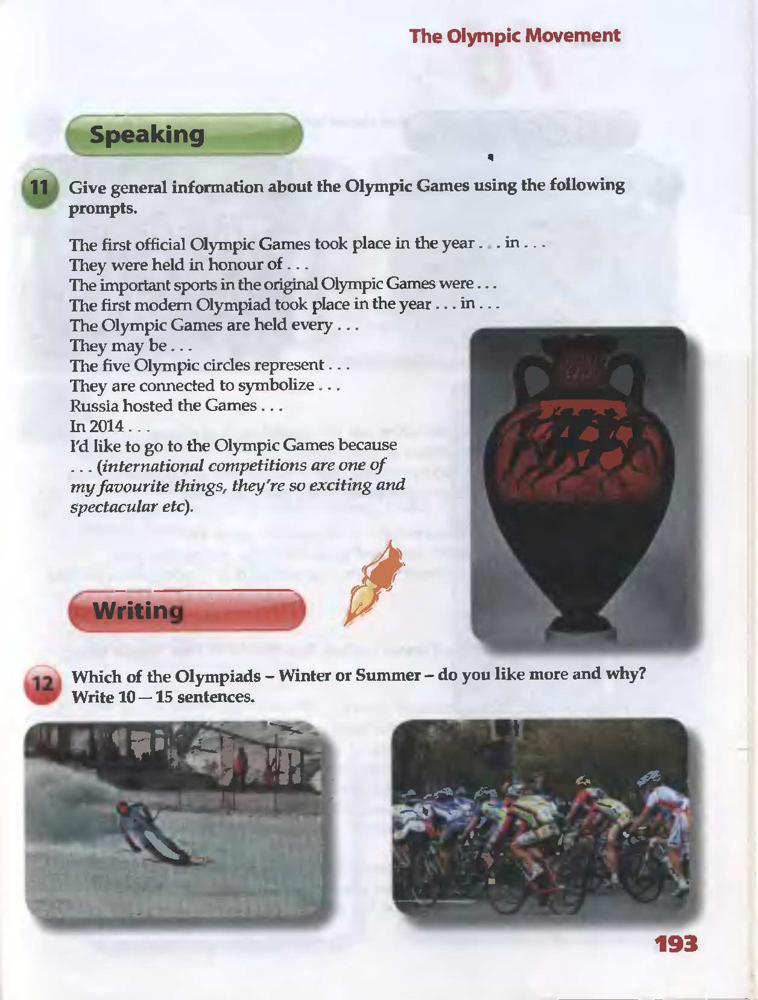 The Olympic Movement
Speaking
11 Give general information about the Olympic Games using the following
prompts.
The first official Olympic Games took place in the year . . . in . . .
They were held in honour of . . .
The important sports in the original Olympic Games were . . .
The first modern Olympiad took place in the year . . . in . . .
The Olympic Games are held every . . .
They may be . . .
The five Olympic circles represent . . .
They are connected to symbolize . . .
Russia hosted the Games . . .
In 2014 . . .
I'd like to go to the Olympic Games because
. . . (international competitions are one of
my favourite things, they're so exciting and
spectacular etc).
Writing
12 Which of the Olympiads – Winter or Summer – do you like more and why?
Write 10 — 15 sentences.
193